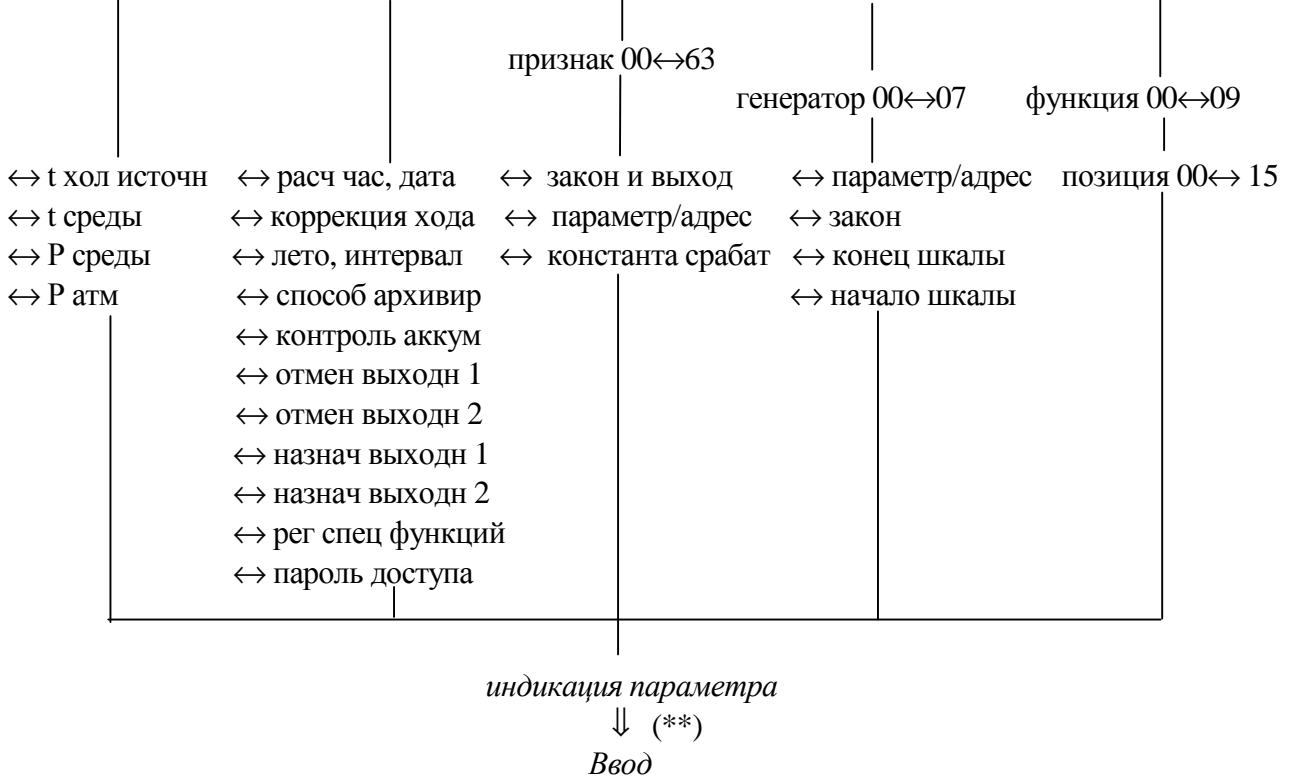 признак 00↔63
генератор 00↔07 функция 00↔09
↔ t хол источн ↔ расч час, дата ↔ закон и выход ↔ параметр/адрес позиция 00↔ 15
↔ t среды ↔ коррекция хода ↔ параметр/адрес ↔ закон
↔ P среды ↔ лето, интервал ↔ константа срабат ↔ конец шкалы
↔ P атм ↔ способ архивир ↔ начало шкалы
↔ контроль аккум
↔ отмен выходн 1
↔ отмен выходн 2
↔ назнач выходн 1
↔ назнач выходн 2
↔ рег спец функций
↔ пароль доступа
индикация параметра
⇓ (**)
Ввод